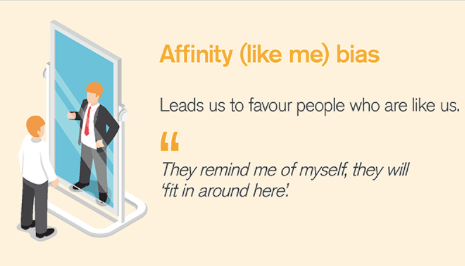 Affinity (like me) bias
Leads us to favour people who are like us.
“
They remind me of myself, they will
‘fit in around here’.